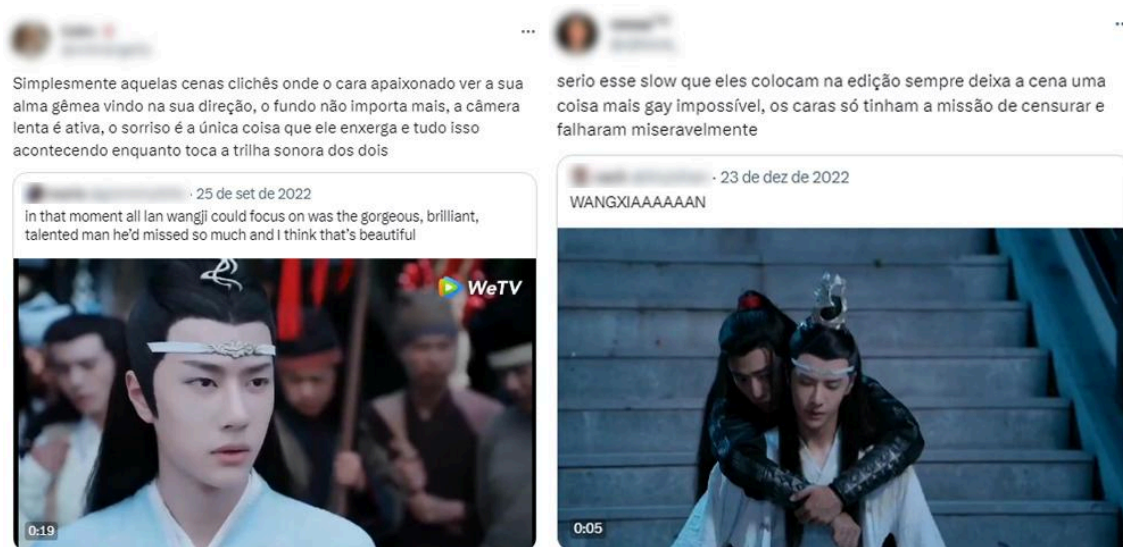 Simplesmente aquelas cenas clichês onde o cara apaixonado ver a sua
alma gêmea vindo na sua direção, o fundo não importa mais, a câmera
lenta é ativa, o sorriso é a única coisa que ele enxerga e tudo isso
acontecendo enquanto toca a trilha sonora dos dois
· 25 de set de 2022
in that moment all lan wangji could focus on was the gorgeous, brilliant,
talented man he'd missed so much and I think that's beautiful
WeTV
0:19
serio esse slow que eles colocam na edição sempre deixa a cena uma
coisa mais gay impossível, os caras só tinham a missão de censurar e
falharam miseravelmente
· 23 de dez de 2022
WANGXIAAAAAAN
0:05